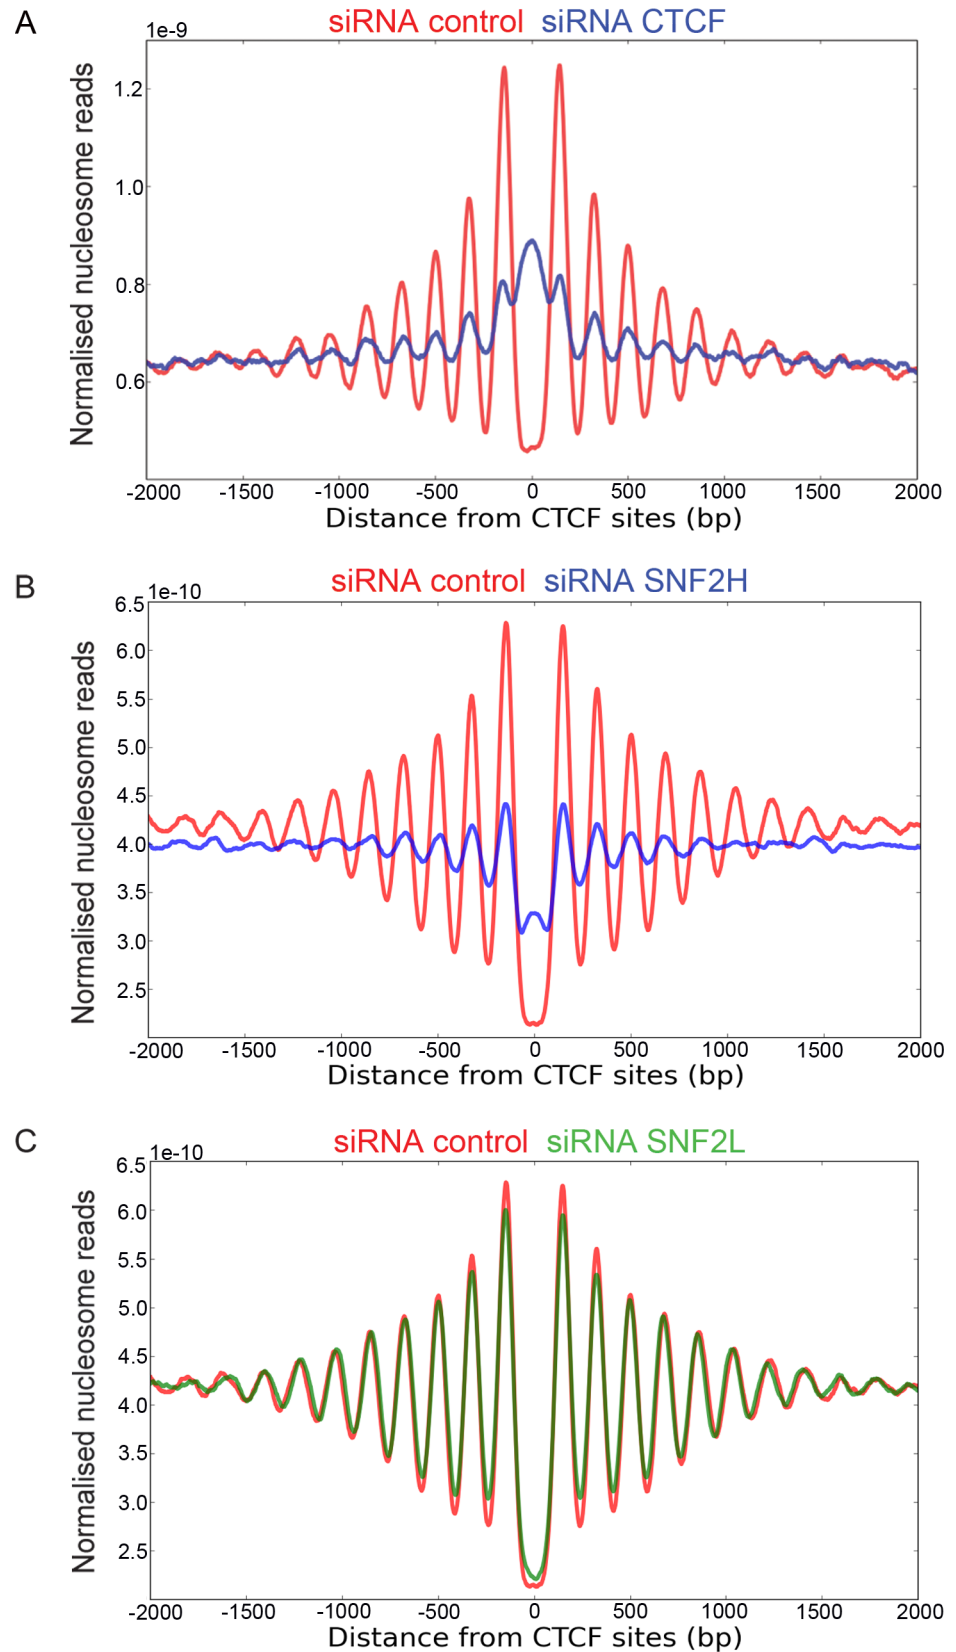 A
siRNA control siRNA CTCF
1e-9
Normalised nucleosome reads
1.2
1.0
0.8
0.6
-2000 -1500 -1000 -500 0 500 1000 1500 2000
Distance from CTCF sites (bp)
B
siRNA control siRNA SNF2H
1e-10
Normalised nucleosome reads
6.5
6.0
5.5
5.0
4.5
4.0
3.5
3.0
2.5
-2000 -1500 -1000 -500 0 500 1000 1500 2000
Distance from CTCF sites (bp)
C
siRNA control siRNA SNF2L
1e-10
Normalised nucleosome reads
6.5
6.0
5.5
5.0
4.5
4.0
3.5
3.0
2.5
-2000 -1500 -1000 -500 0 500 1000 1500 2000
Distance from CTCF sites (bp)